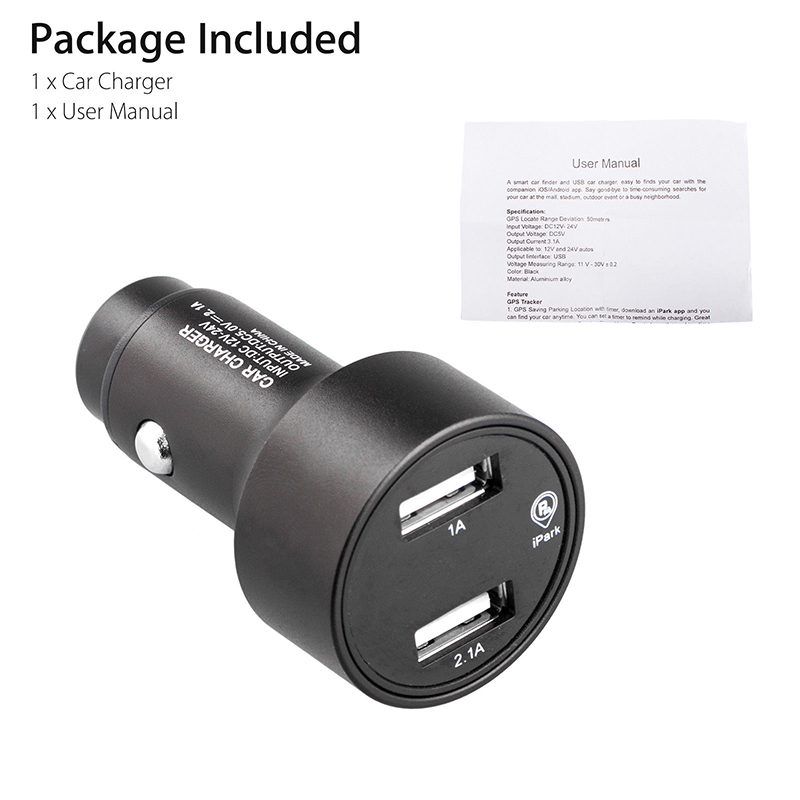 Package Included
1 x Car Charger
1 x User Manual
User Manual
A smart car finder and USB car charger, easy to finds your car with the
companion iOS/Android app. Say good-bye to time-consuming searches for
your car at the mall, stadium, outdoor event or a busy neighborhood.
Specification:
GPS Locate Range Deviation: 50metres
Input Voltage: DC12V- 24V
Output Voltage: DC5V
Output Current:3.1A
Applicable to: 12V and 24V autos
Output Iinterface: USB
Voltage Measuring Range: 11 V - 30V ± 0.2
Color: Black
Material: Aluminium alloy
Feature
GPS Tracker
1. GPS Saving Parking Location with timer, download an iPark app and you
can find your car anytime. You can set a timer to remind while charging. Great
CAR CHARGER
INPUT:DC 12V-24V
OUTPUT:DC5.0V⎓2.1A
MADE IN CHINA
1A
iPark
2.1A